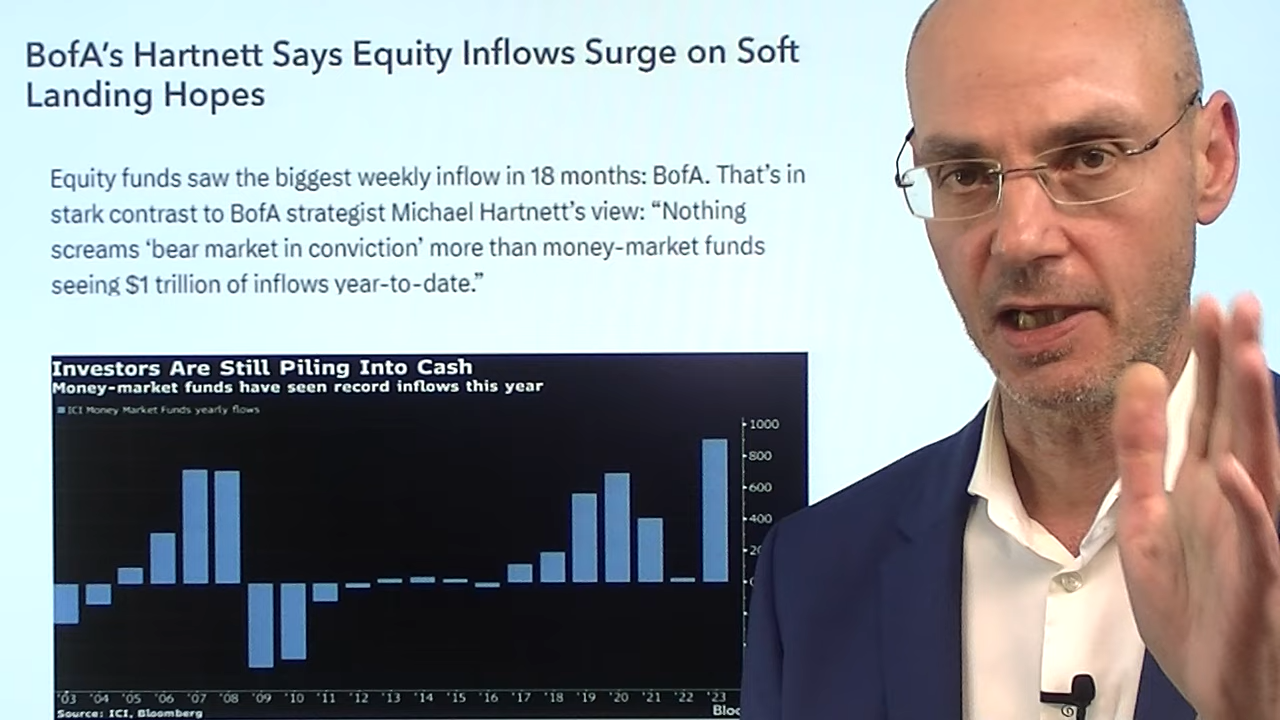 BofA’s Hartnett Says Equity Inflows Surge on Soft
Landing Hopes
Equity funds saw the biggest weekly inflow in 18 months: BofA. That’s in
stark contrast to BofA strategist Michael Hartnett’s view: “Nothing
screams ‘bear market in conviction’ more than money-market funds
seeing $1 trillion of inflows year-to-date.”
Investors Are Still Piling Into Cash
Money-market funds have seen record inflows this year
ICI Money Market Funds yearly flows
1000
800
600
400
'03 '04 '05 '06 '07 '08 '09 '10 '11 '12 '13 '14 '15 '16 '17 '18 '19 '20 '21 '22 '23
Source: ICI, Bloomberg